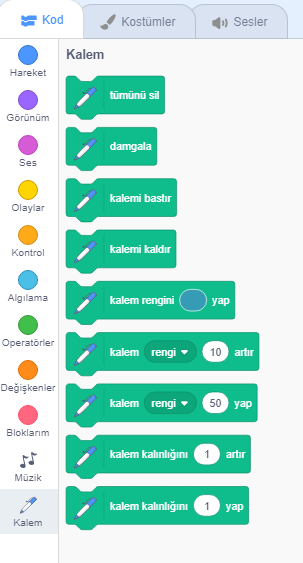 Kod Kostümler Sesler
Hareket
Görünüm
Ses
Olaylar
Kontrol
Algılama
Operatörler
Değişkenler
Bloklarım
Müzik
Kalem
Kalem
tümünü sil
damgala
kalemi bastır
kalemi kaldır
kalem rengini yap
kalem rengi 10 artır
kalem rengi 50 yap
kalem kalınlığını 1 artır
kalem kalınlığını 1 yap